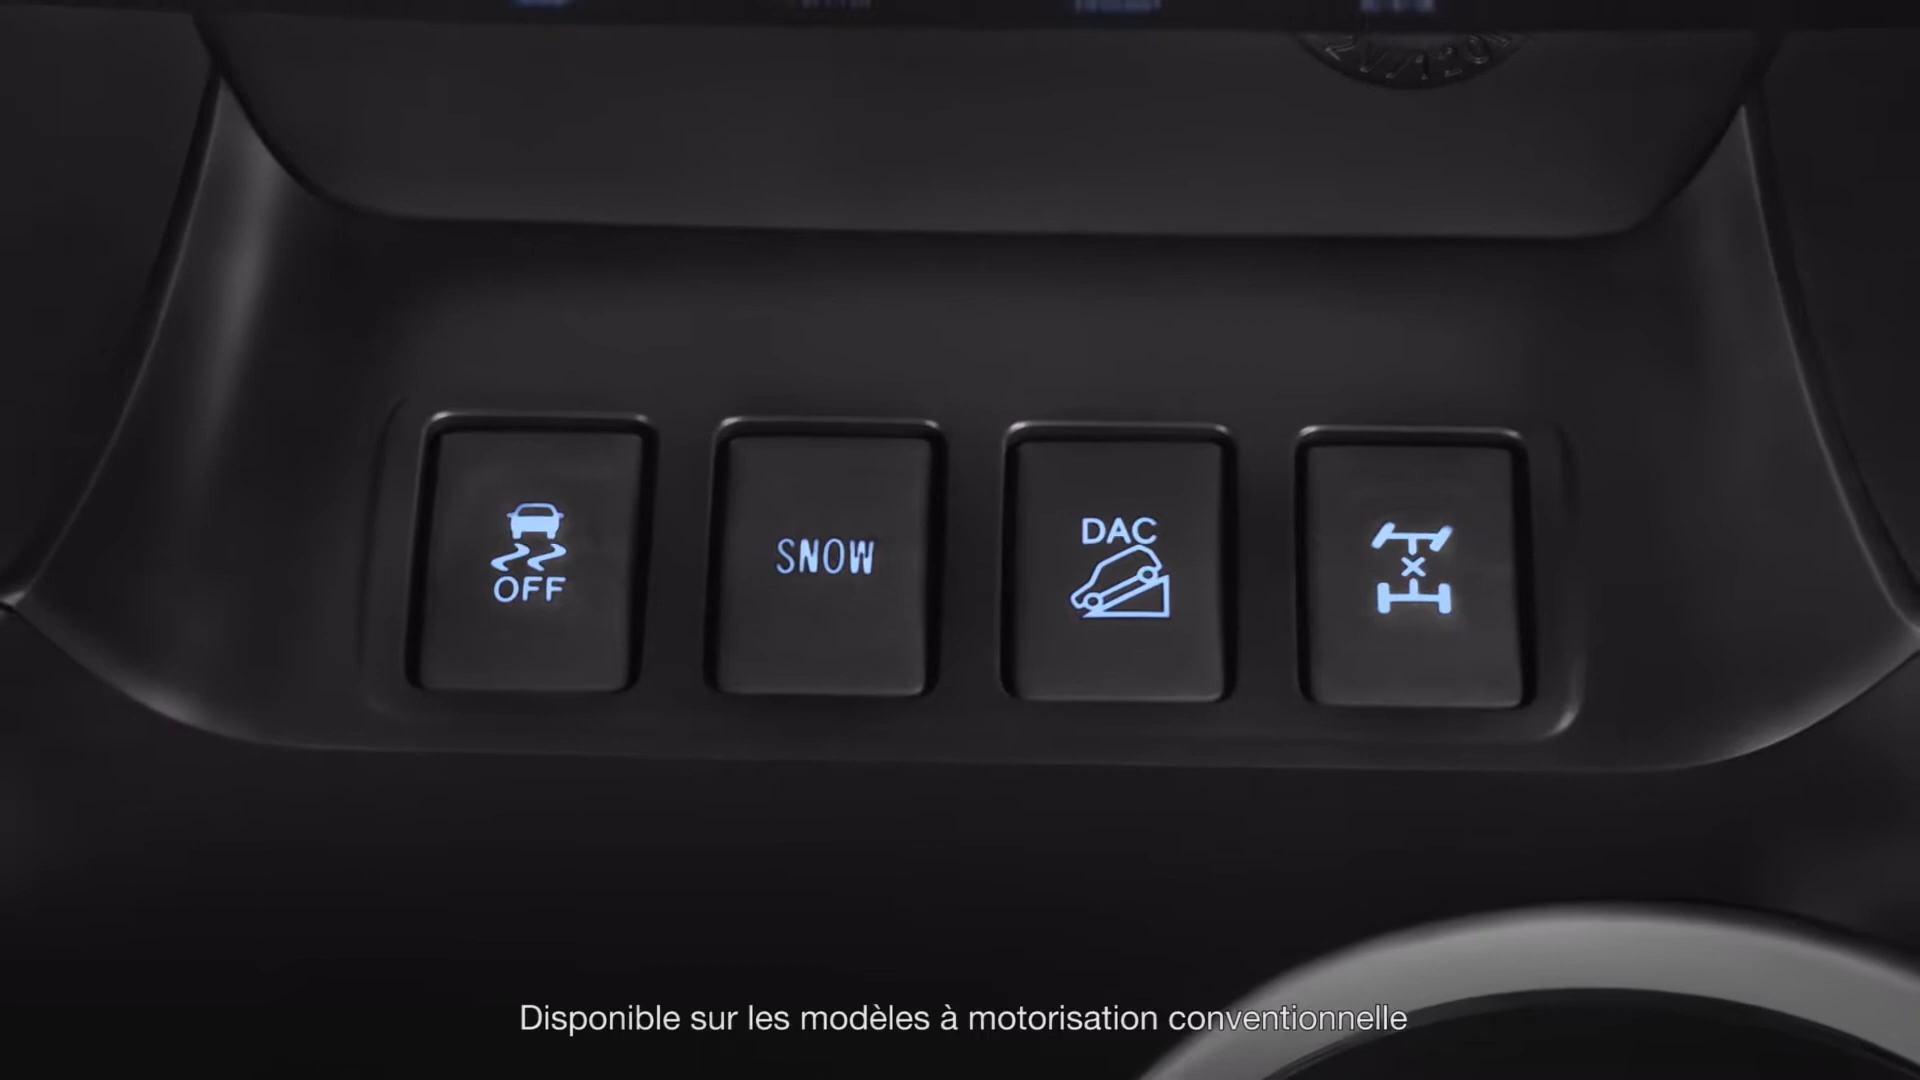 OFF
SNOW
DAC
Disponible sur les modèles à motorisation conventionnelle